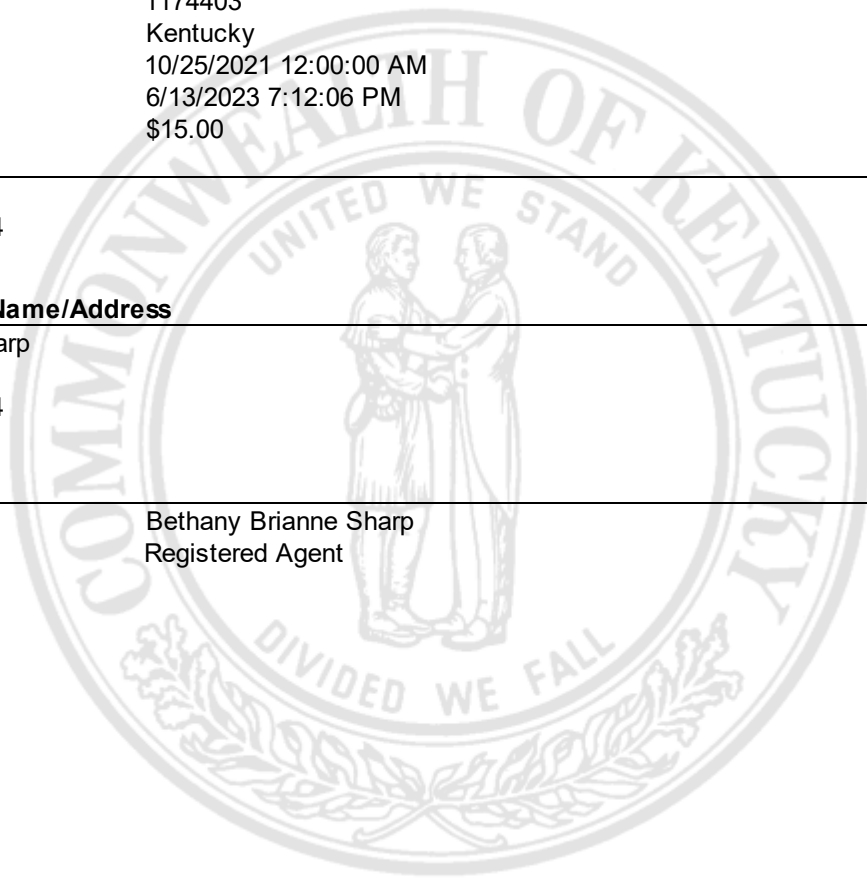 1174403
Kentucky
10/25/2021 12:00:00 AM
6/13/2023 7:12:06 PM
$15.00
4
Name/Address
arp
4
Bethany Brianne Sharp
Registered Agent
COMMONWEALTH OF KENTUCKY
UNITED WE STAND
DIVIDED WE FALL